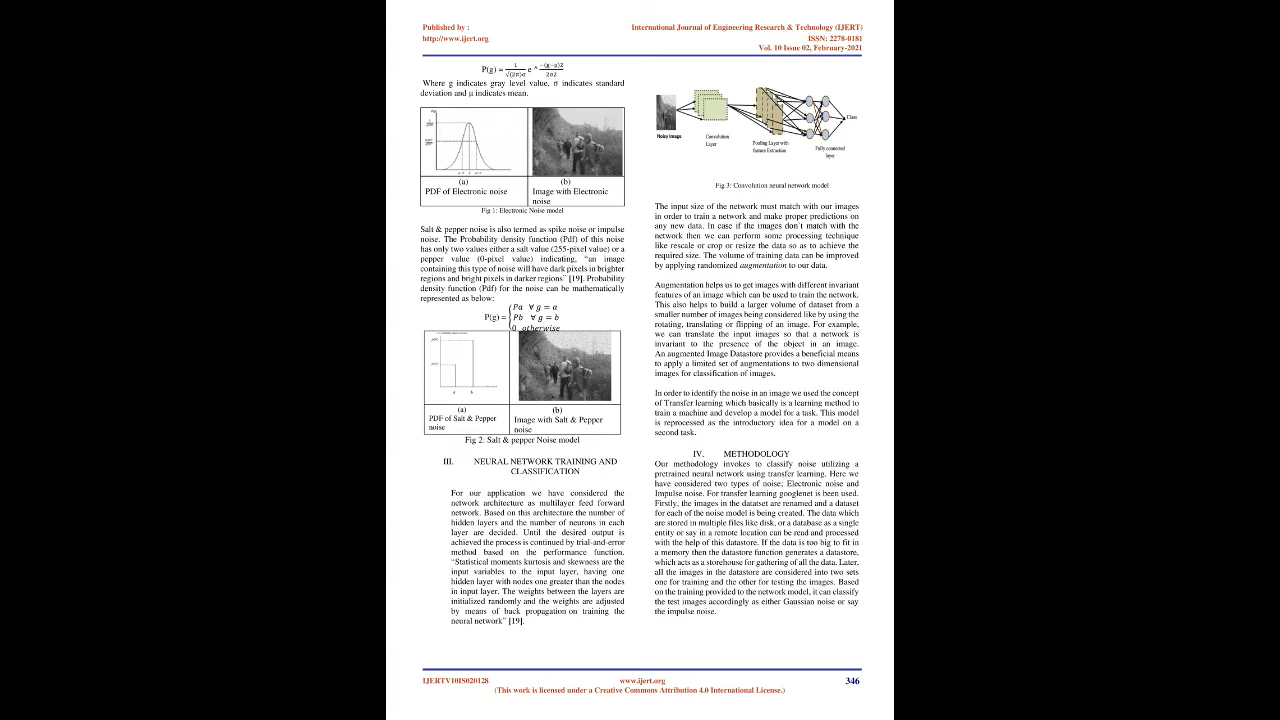 Published by :
http://www.ijert.org
International Journal of Engineering Research & Technology (IJERT)
ISSN: 2278-0181
Vol. 10 Issue 02, February-2021
P(g) = 1/√(2π)σ e ^ −(g−μ)2/2σ2
Where g indicates gray level value, σ indicates standard
deviation and μ indicates mean.
(a)
PDF of Electronic noise
(b)
Image with Electronic
noise
Fig 1: Electronic Noise model
Salt & pepper noise is also termed as spike noise or impulse
noise. The Probability density function (Pdf) of this noise
has only two values either a salt value (255-pixel value) or a
pepper value (0-pixel value) indicating, “an image
containing this type of noise will have dark pixels in brighter
regions and bright pixels in darker regions” [19]. Probability
density function (Pdf) for the noise can be mathematically
represented as below:
P(g) = { Pa ∀ g = a
Pb ∀ g = b
0 otherwise
a b
(a)
PDF of Salt & Pepper
noise
(b)
Image with Salt & Pepper
noise
Fig 2: Salt & pepper Noise model
III. NEURAL NETWORK TRAINING AND
CLASSIFICATION
For our application we have considered the
network architecture as multilayer feed forward
network. Based on this architecture the number of
hidden layers and the number of neurons in each
layer are decided. Until the desired output is
achieved the process is continued by trial-and-error
method based on the performance function.
“Statistical moments kurtosis and skewness are the
input variables to the input layer, having one
hidden layer with nodes one greater than the nodes
in input layer. The weights between the layers are
initialized randomly and the weights are adjusted
by means of back propagation on training the
neural network” [19].
Noisy Image
Convolution
Layer
Pooling Layer with
feature Extraction
Fully connected
layer
Class
Fig 3: Convolution neural network model
The input size of the network must match with our images
in order to train a network and make proper predictions on
any new data. In case if the images don’t match with the
network then we can perform some processing technique
like rescale or crop or resize the data so as to achieve the
required size. The volume of training data can be improved
by applying randomized augmentation to our data.
Augmentation helps us to get images with different invariant
features of an image which can be used to train the network.
This also helps to build a larger volume of dataset from a
smaller number of images being considered like by using the
rotating, translating or flipping of an image. For example,
we can translate the input images so that a network is
invariant to the presence of the object in an image.
An augmented Image Datastore provides a beneficial means
to apply a limited set of augmentations to two dimensional
images for classification of images.
In order to identify the noise in an image we used the concept
of Transfer learning which basically is a learning method to
train a machine and develop a model for a task. This model
is reprocessed as the introductory idea for a model on a
second task.
IV. METHODOLOGY
Our methodology invokes to classify noise utilizing a
pretrained neural network using transfer learning. Here we
have considered two types of noise; Electronic noise and
Impulse noise. For transfer learning googlenet is been used.
Firstly, the images in the dataset are renamed and a dataset
for each of the noise model is being created. The data which
are stored in multiple files like disk, or a database as a single
entity or say in a remote location can be read and processed
with the help of this datastore. If the data is too big to fit in
a memory then the datastore function generates a datastore,
which acts as a storehouse for gathering of all the data. Later,
all the images in the datastore are considered into two sets
one for training and the other for testing the images. Based
on the training provided to the network model, it can classify
the test images accordingly as either Gaussian noise or say
the impulse noise.
IJERTV10IS020128
www.ijert.org
346
(This work is licensed under a Creative Commons Attribution 4.0 International License.)